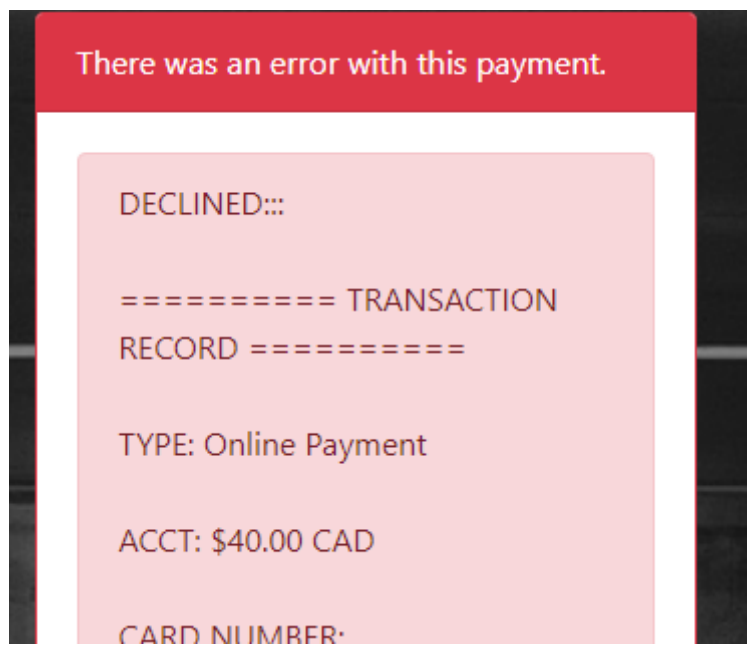 There was an error with this payment.
DECLINED:::
========== TRANSACTION
RECORD ==========
TYPE: Online Payment
ACCT: $40.00 CAD
CARD NUMBER: